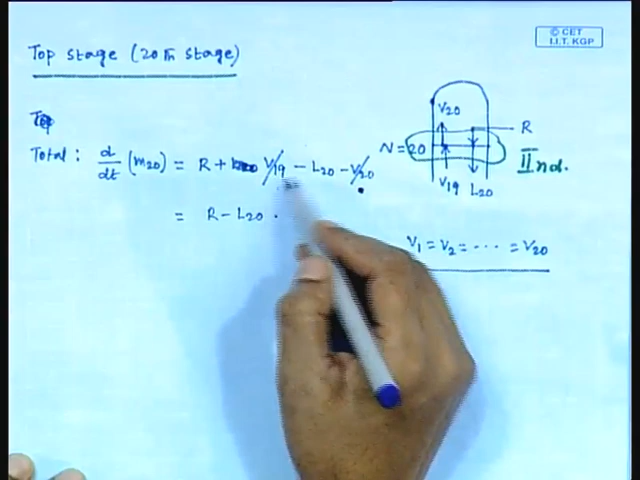 © CET
I.I.T. KGP
Top stage (20th stage)
V20
R
N = 20
IInd.
V19 L20
Total: d/dt (m20) = R + V19 - L20 - V20
= R - L20 .
V1 = V2 = ..... = V20